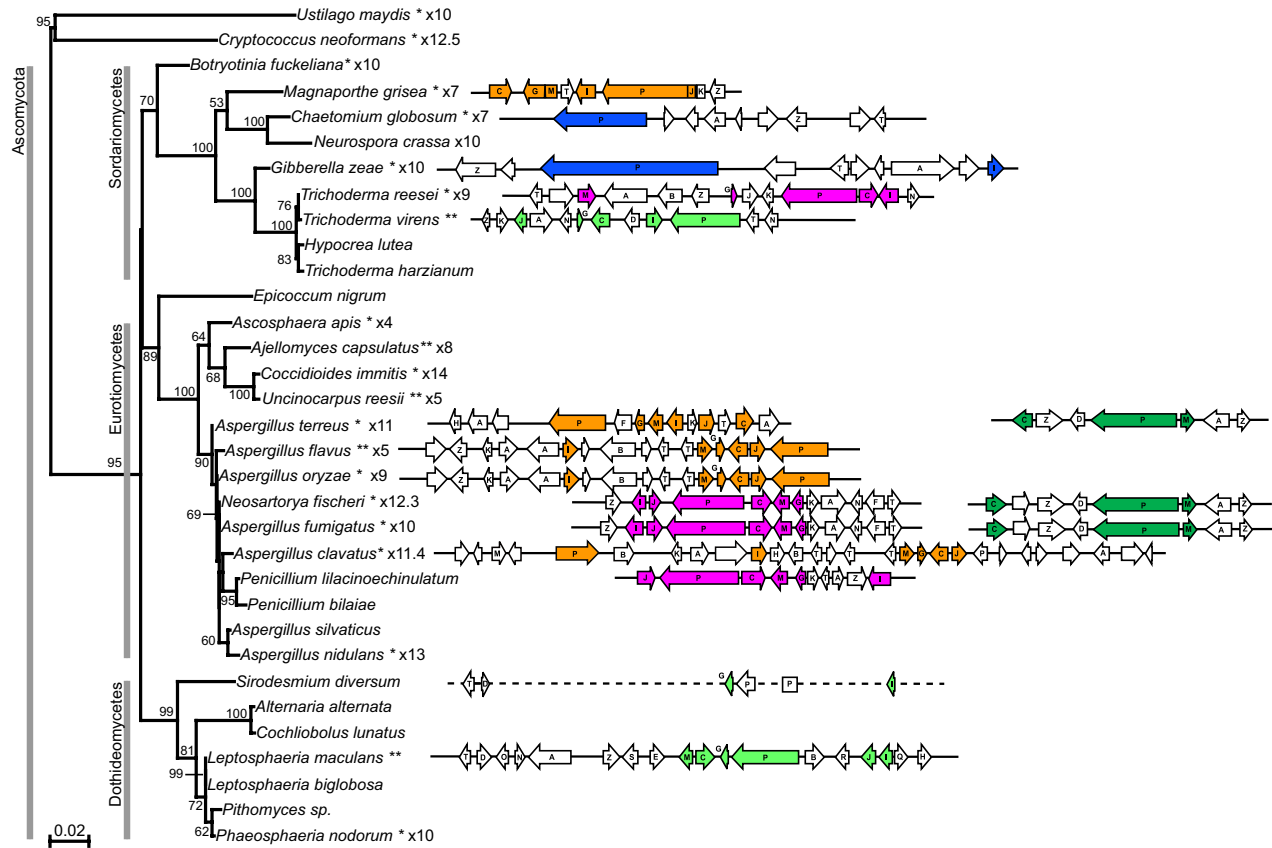 95
Ustilago maydis * x10
Cryptococcus neoformans * x12.5
Ascomycota
Sordariomycetes
Botryotinia fuckeliana* x10
70
53
Magnaporthe grisea * x7
C G M T I P J K Z
Chaetomium globosum * x7
P A Z T
100
100
Neurospora crassa x10
Gibberella zeae * x10
Z P T A I
100
Trichoderma reesei * x9
T M A B Z G J K P C I N
76
Trichoderma virens **
Z K J A N G C D I P T N
100
Hypocrea lutea
83
Trichoderma harzianum
Epicoccum nigrum
Eurotiomycetes
Ascosphaera apis * x4
64
89
Ajellomyces capsulatus** x8
68
Coccidioides immitis * x14
100
100
Uncinocarpus reesii ** x5
Aspergillus terreus * x11
H A P F G M I K J T C A
C Z D P M A Z
90
Aspergillus flavus ** x5
Z K A A I B T T M G C J P
95
Aspergillus oryzae * x9
Z K A A I B T T M G C J P
Neosartorya fischeri * x12.3
Z I J P C M G K A N F T
C Z D P M A Z
69
Aspergillus fumigatus * x10
Z I J P C M G K A N F T
C Z D P M A Z
Aspergillus clavatus* x11.4
M P B K A I H B T T T M G C J P A
Penicillium lilacinoechinulatum
J P C M G K T A Z I
95
Penicillium bilaiae
Aspergillus silvaticus
60
Aspergillus nidulans * x13
Dothideomycetes
Sirodesmium diversum
T D G P P I
99
Alternaria alternata
100
Cochliobolus lunatus
81
Leptosphaeria maculans **
T D O N A Z S E M C G P B R J I Q H
99
Leptosphaeria biglobosa
72
Pithomyces sp.
62
Phaeosphaeria nodorum * x10
0.02